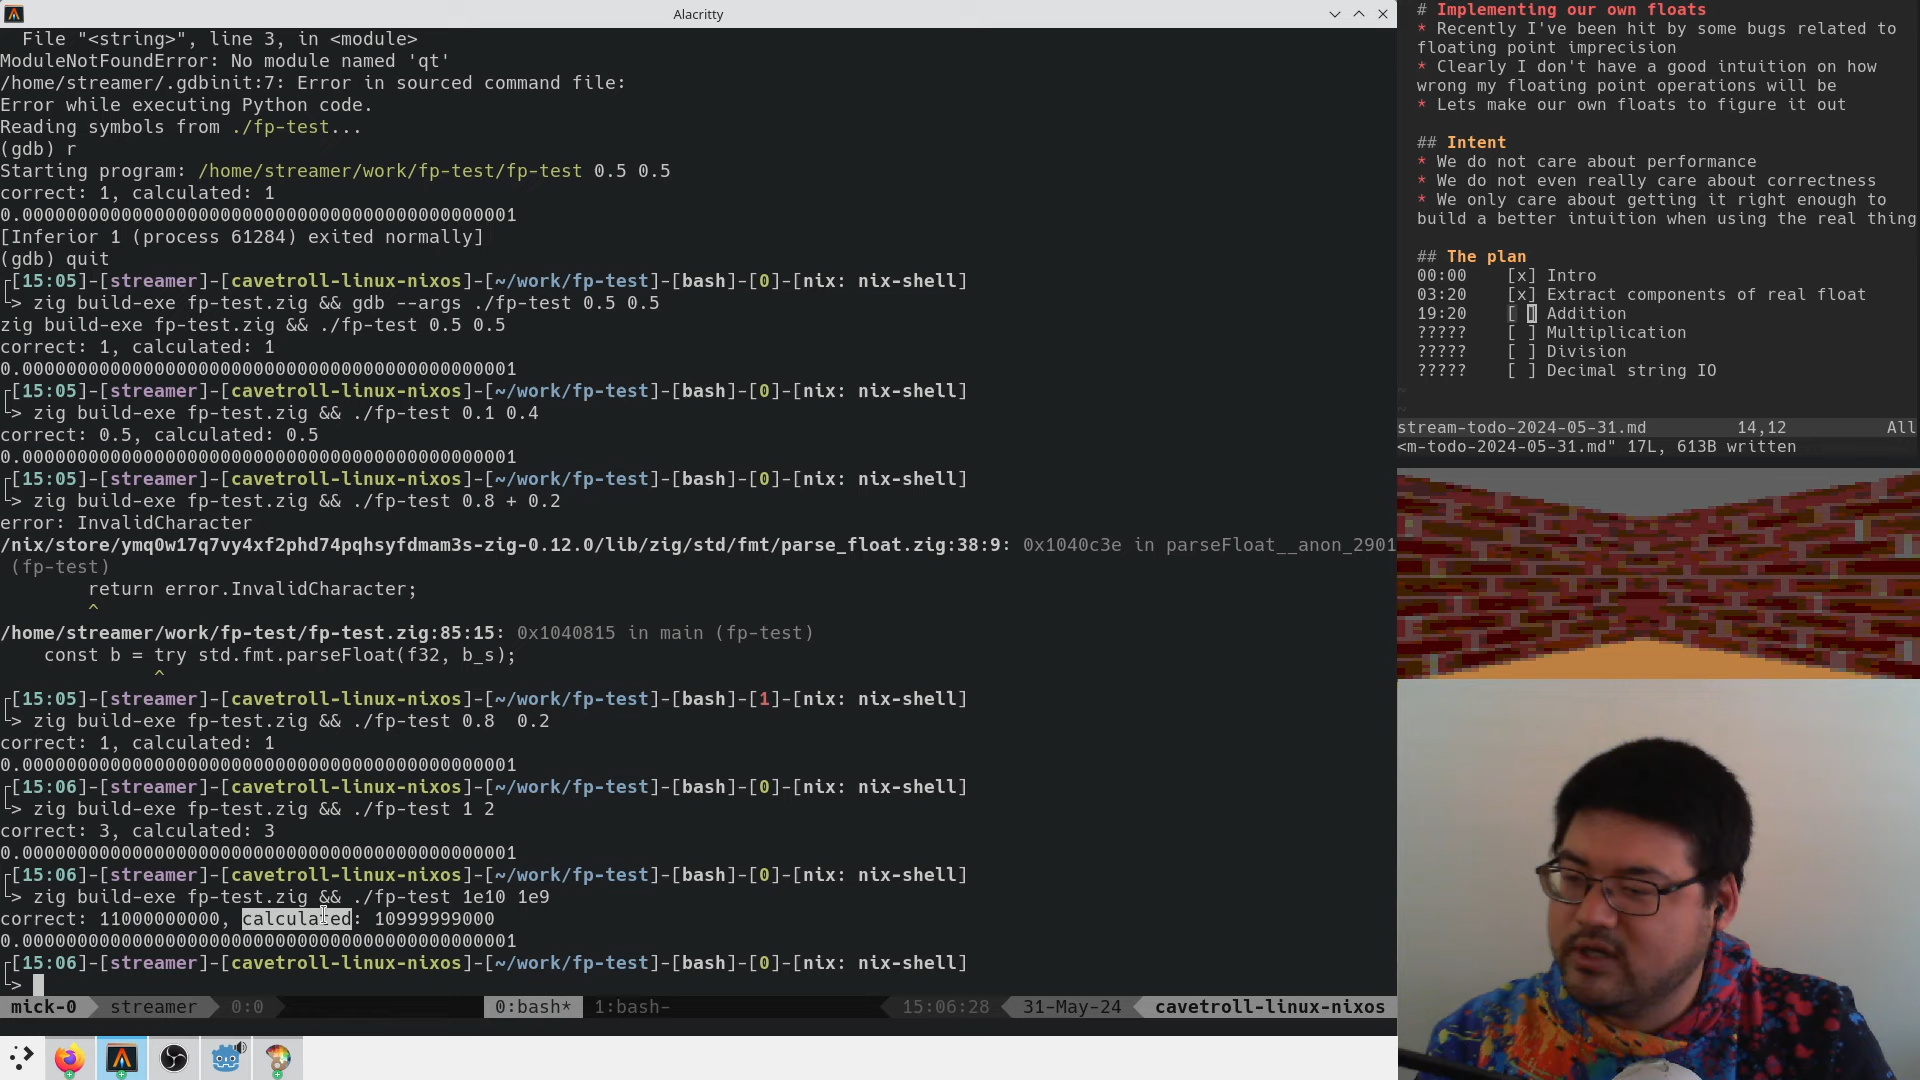 Alacritty
File "<string>", line 3, in <module>
ModuleNotFoundError: No module named 'qt'
/home/streamer/.gdbinit:7: Error in sourced command file:
Error while executing Python code.
Reading symbols from ./fp-test...
(gdb) r
Starting program: /home/streamer/work/fp-test/fp-test 0.5 0.5
correct: 1, calculated: 1
0.000000000000000000000000000000000000000000001
[Inferior 1 (process 61284) exited normally]
(gdb) quit
┌[15:05]-[streamer]-[cavetroll-linux-nixos]-[~/work/fp-test]-[bash]-[0]-[nix: nix-shell]
└> zig build-exe fp-test.zig && gdb --args ./fp-test 0.5 0.5
zig build-exe fp-test.zig && ./fp-test 0.5 0.5
correct: 1, calculated: 1
0.000000000000000000000000000000000000000000001
┌[15:05]-[streamer]-[cavetroll-linux-nixos]-[~/work/fp-test]-[bash]-[0]-[nix: nix-shell]
└> zig build-exe fp-test.zig && ./fp-test 0.1 0.4
correct: 0.5, calculated: 0.5
0.000000000000000000000000000000000000000000001
┌[15:05]-[streamer]-[cavetroll-linux-nixos]-[~/work/fp-test]-[bash]-[0]-[nix: nix-shell]
└> zig build-exe fp-test.zig && ./fp-test 0.8 + 0.2
error: InvalidCharacter
/nix/store/ymq0w17q7vy4xf2phd74pqhsyfdmam3s-zig-0.12.0/lib/zig/std/fmt/parse_float.zig:38:9: 0x1040c3e in parseFloat__anon_2901
(fp-test)
return error.InvalidCharacter;
^
/home/streamer/work/fp-test/fp-test.zig:85:15: 0x1040815 in main (fp-test)
const b = try std.fmt.parseFloat(f32, b_s);
^
┌[15:05]-[streamer]-[cavetroll-linux-nixos]-[~/work/fp-test]-[bash]-[1]-[nix: nix-shell]
└> zig build-exe fp-test.zig && ./fp-test 0.8  0.2
correct: 1, calculated: 1
0.000000000000000000000000000000000000000000001
┌[15:06]-[streamer]-[cavetroll-linux-nixos]-[~/work/fp-test]-[bash]-[0]-[nix: nix-shell]
└> zig build-exe fp-test.zig && ./fp-test 1 2
correct: 3, calculated: 3
0.000000000000000000000000000000000000000000001
┌[15:06]-[streamer]-[cavetroll-linux-nixos]-[~/work/fp-test]-[bash]-[0]-[nix: nix-shell]
└> zig build-exe fp-test.zig && ./fp-test 1e10 1e9
correct: 11000000000, calculated: 10999999000
0.000000000000000000000000000000000000000000001
┌[15:06]-[streamer]-[cavetroll-linux-nixos]-[~/work/fp-test]-[bash]-[0]-[nix: nix-shell]
└>
mick-0 streamer 0:0 0:bash* 1:bash- 15:06:28 31-May-24 cavetroll-linux-nixos
# Implementing our own floats
* Recently I've been hit by some bugs related to
floating point imprecision
* Clearly I don't have a good intuition on how
wrong my floating point operations will be
* Lets make our own floats to figure it out
## Intent
* We do not care about performance
* We do not even really care about correctness
* We only care about getting it right enough to
build a better intuition when using the real thing
## The plan
00:00 [x] Intro
03:20 [x] Extract components of real float
19:20 [ ] Addition
????? [ ] Multiplication
????? [ ] Division
????? [ ] Decimal string IO
~
~
stream-todo-2024-05-31.md 14,12 All
<m-todo-2024-05-31.md" 17L, 613B written